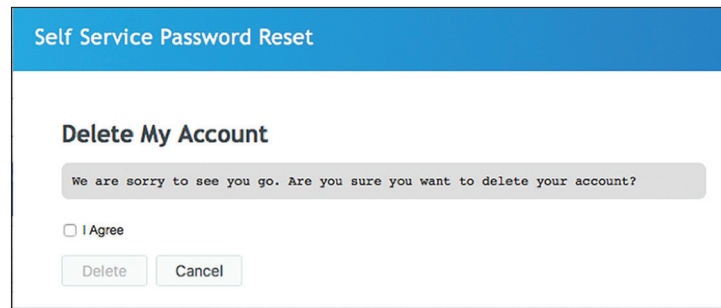 Self Service Password Reset
Delete My Account
We are sorry to see you go. Are you sure you want to delete your account?
I Agree
Delete Cancel